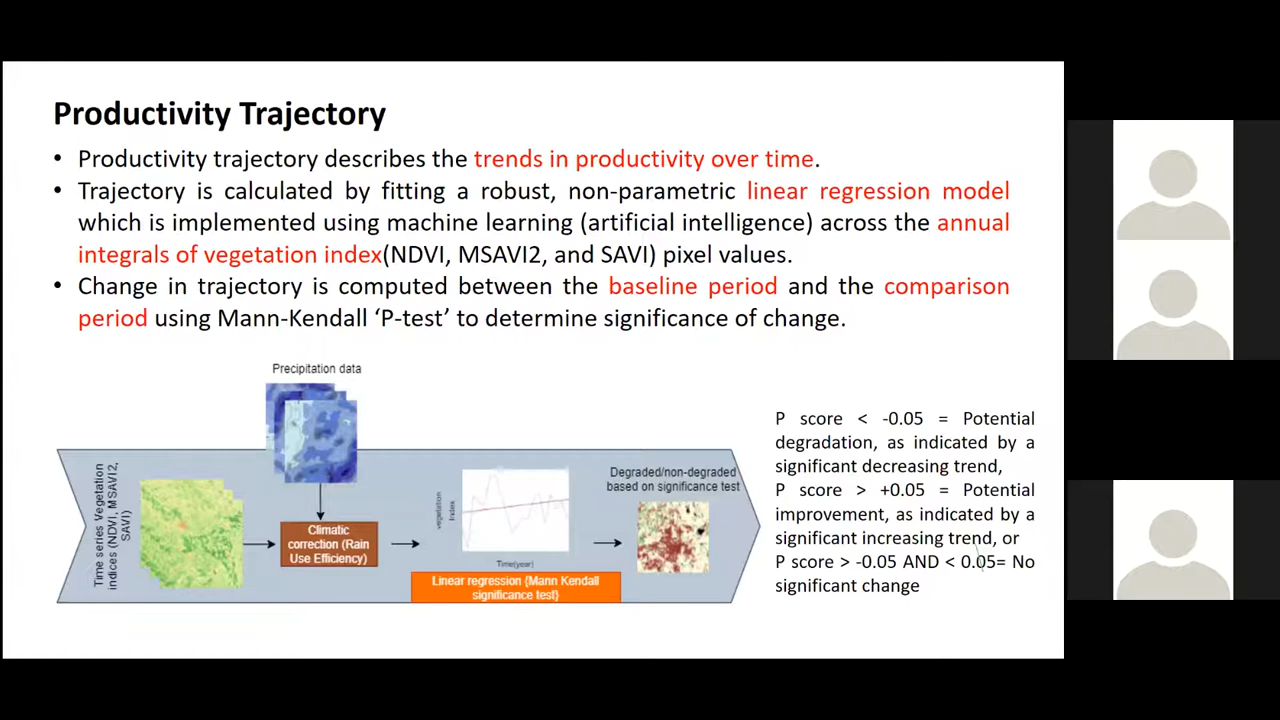 Productivity Trajectory
• Productivity trajectory describes the trends in productivity over time.
• Trajectory is calculated by fitting a robust, non-parametric linear regression model
which is implemented using machine learning (artificial intelligence) across the annual
integrals of vegetation index(NDVI, MSAVI2, and SAVI) pixel values.
• Change in trajectory is computed between the baseline period and the comparison
period using Mann-Kendall ‘P-test’ to determine significance of change.
Precipitation data
Time series Vegetation
indices (NDVI, MSAVI2,
SAVI)
Climatic
correction (Rain
Use Efficiency)
vegetation
Index
Time(year)
Linear regression (Mann Kendall
significance test)
Degraded/non-degraded
based on significance test
P score < -0.05 = Potential
degradation, as indicated by a
significant decreasing trend,
P score > +0.05 = Potential
improvement, as indicated by a
significant increasing trend, or
P score > -0.05 AND < 0.05= No
significant change